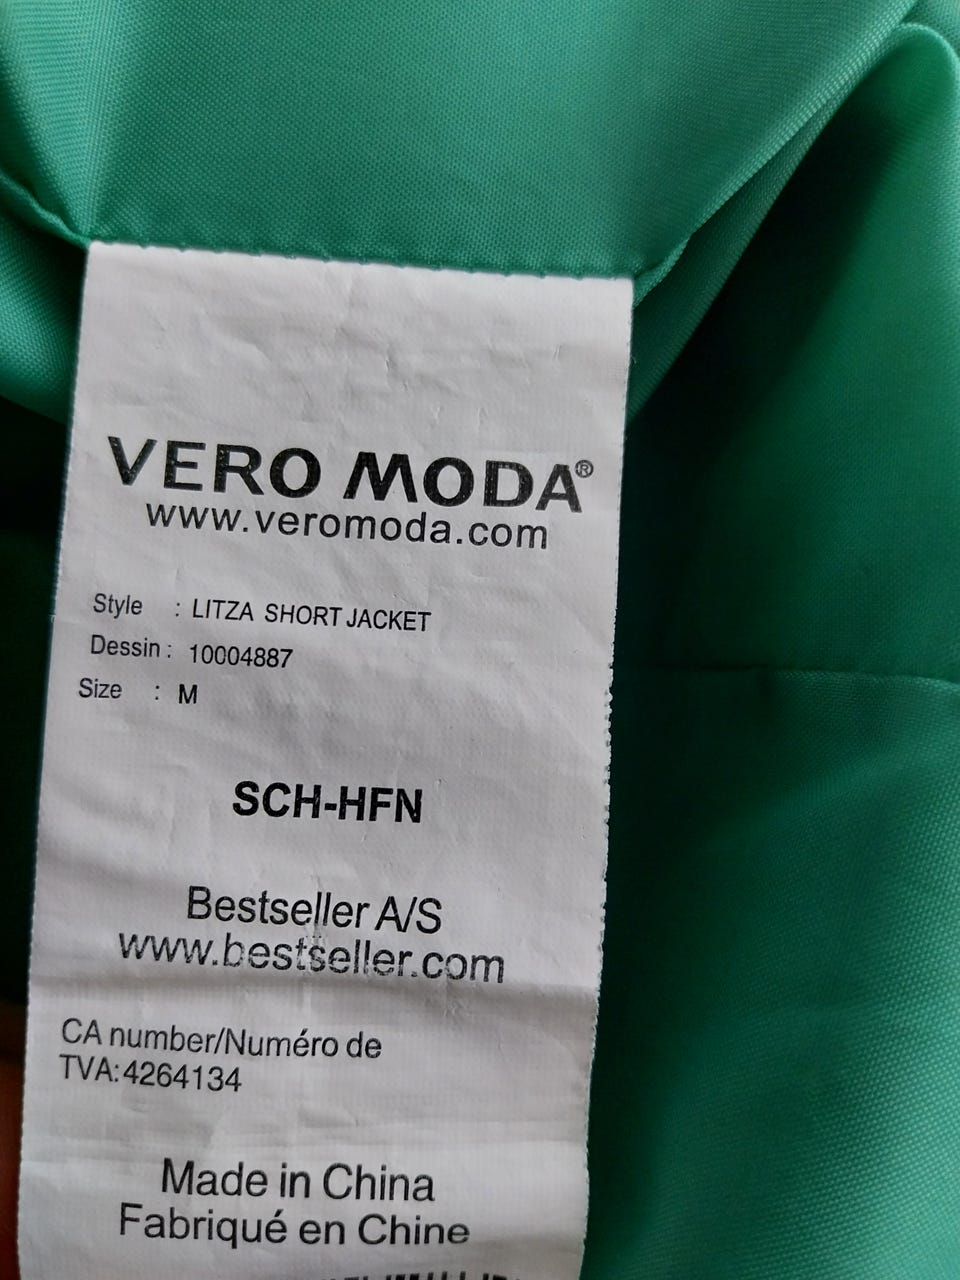 VERO MODA®
www.veromoda.com
Style : LITZA SHORT JACKET
Dessin : 10004887
Size : M
SCH-HFN
Bestseller A/S
www.bestseller.com
CA number/Numéro de
TVA:4264134
Made in China
Fabriqué en Chine